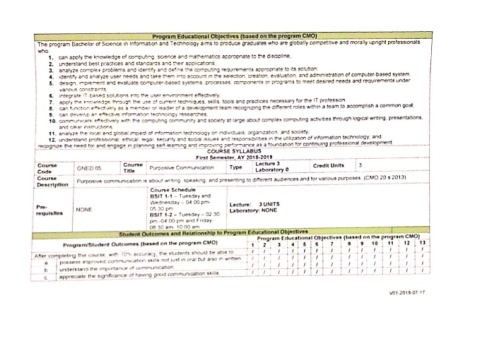 Program Educational Objectives (based on the program CMO)
The program Bachelor of Science in Information and Technology aims to produce graduates who are globally competitive and morally upright professionals
who:
1. can apply the knowledge of computing, science and mathematics appropriate to the discipline.
2. understand best practices and standards and their applications.
3. analyze complex problems and identify and define the computing requirements appropriate to its solution.
4. identify and analyze user needs and take them into account in the selection, creation, evaluation, and administration of computer-based system.
5. design, implement and evaluate computer-based systems, processes, components or programs to meet desired needs and requirements under
various constraints.
6. integrate IT-based solutions into the user environment effectively.
7. apply the knowledge through the use of current techniques, skills, tools and practices necessary for the IT profession.
8. can function effectively as a member or leader of a development team recognizing the different roles within a team to accomplish a common goal.
9. can develop an effective information technology researches.
10. communicate effectively with the computing community and society at large about complex computing activities through logical writing, presentations,
and clear instructions.
11. analyze the local and global impact of information technology on individuals, organization, and society.
12. understand professional, ethical, legal, security and social issues and responsibilities in the utilization of information technology; and
recognize the need for and engage in planning self-learning and improving performance as a foundation for continuing professional development.
COURSE SYLLABUS
First Semester, AY 2018-2019
Course Code GNED 05 Course Title Purposive Communication Type Lecture 3 Laboratory 0 Credit Units 3
Course Description Purposive communication is about writing, speaking, and presenting to different audiences and for various purposes. (CMO 20 s 2013)
Pre-requisites NONE
Course Schedule
BSIT 1-1 – Tuesday and
Wednesday – 04:00 pm-
05:30 pm
BSIT 1-2 – Tuesday – 02:30
pm -04:00 pm and Friday
08:30 am- 10:00 am
Lecture: 3 UNITS
Laboratory: NONE
Student Outcomes and Relationship to Program Educational Objectives
Program/Student Outcomes (based on the program CMO)
Program Educational Objectives (based on the program CMO)
1 2 3 4 5 6 7 8 9 10 11 12 13
After completing this course, with 70% accuracy, the students should be able to:
a. possess improved communication skills not just in oral but also in written / / / / / / / / / / / / /
b. understand the importance of communication; / / / / / / / / / / / / /
c. appreciate the significance of having good communication skills / / / / / / / / / / / / /
V01-2018-07-17